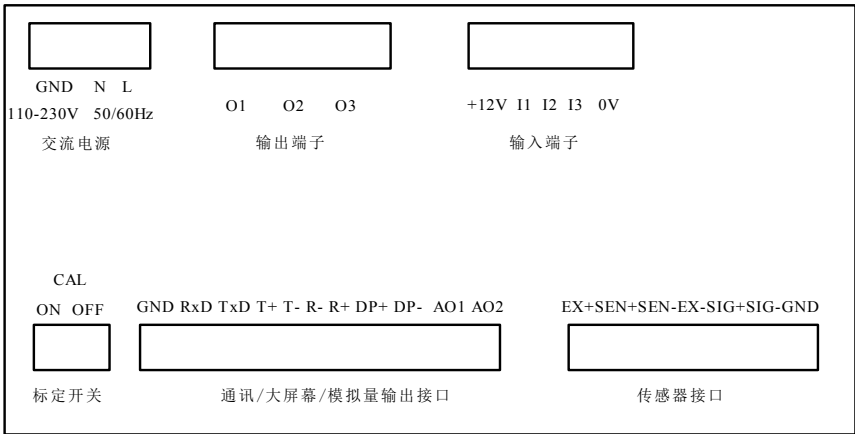 GND N L
110-230V 50/60Hz
交流电源
O1 O2 O3
输出端子
+12V I1 I2 I3 0V
输入端子
CAL
ON OFF
标定开关
GND RxD TxD T+ T- R- R+ DP+ DP- AO1 AO2
通讯/大屏幕/模拟量输出接口
EX+SEN+SEN-EX-SIG+SIG-GND
传感器接口